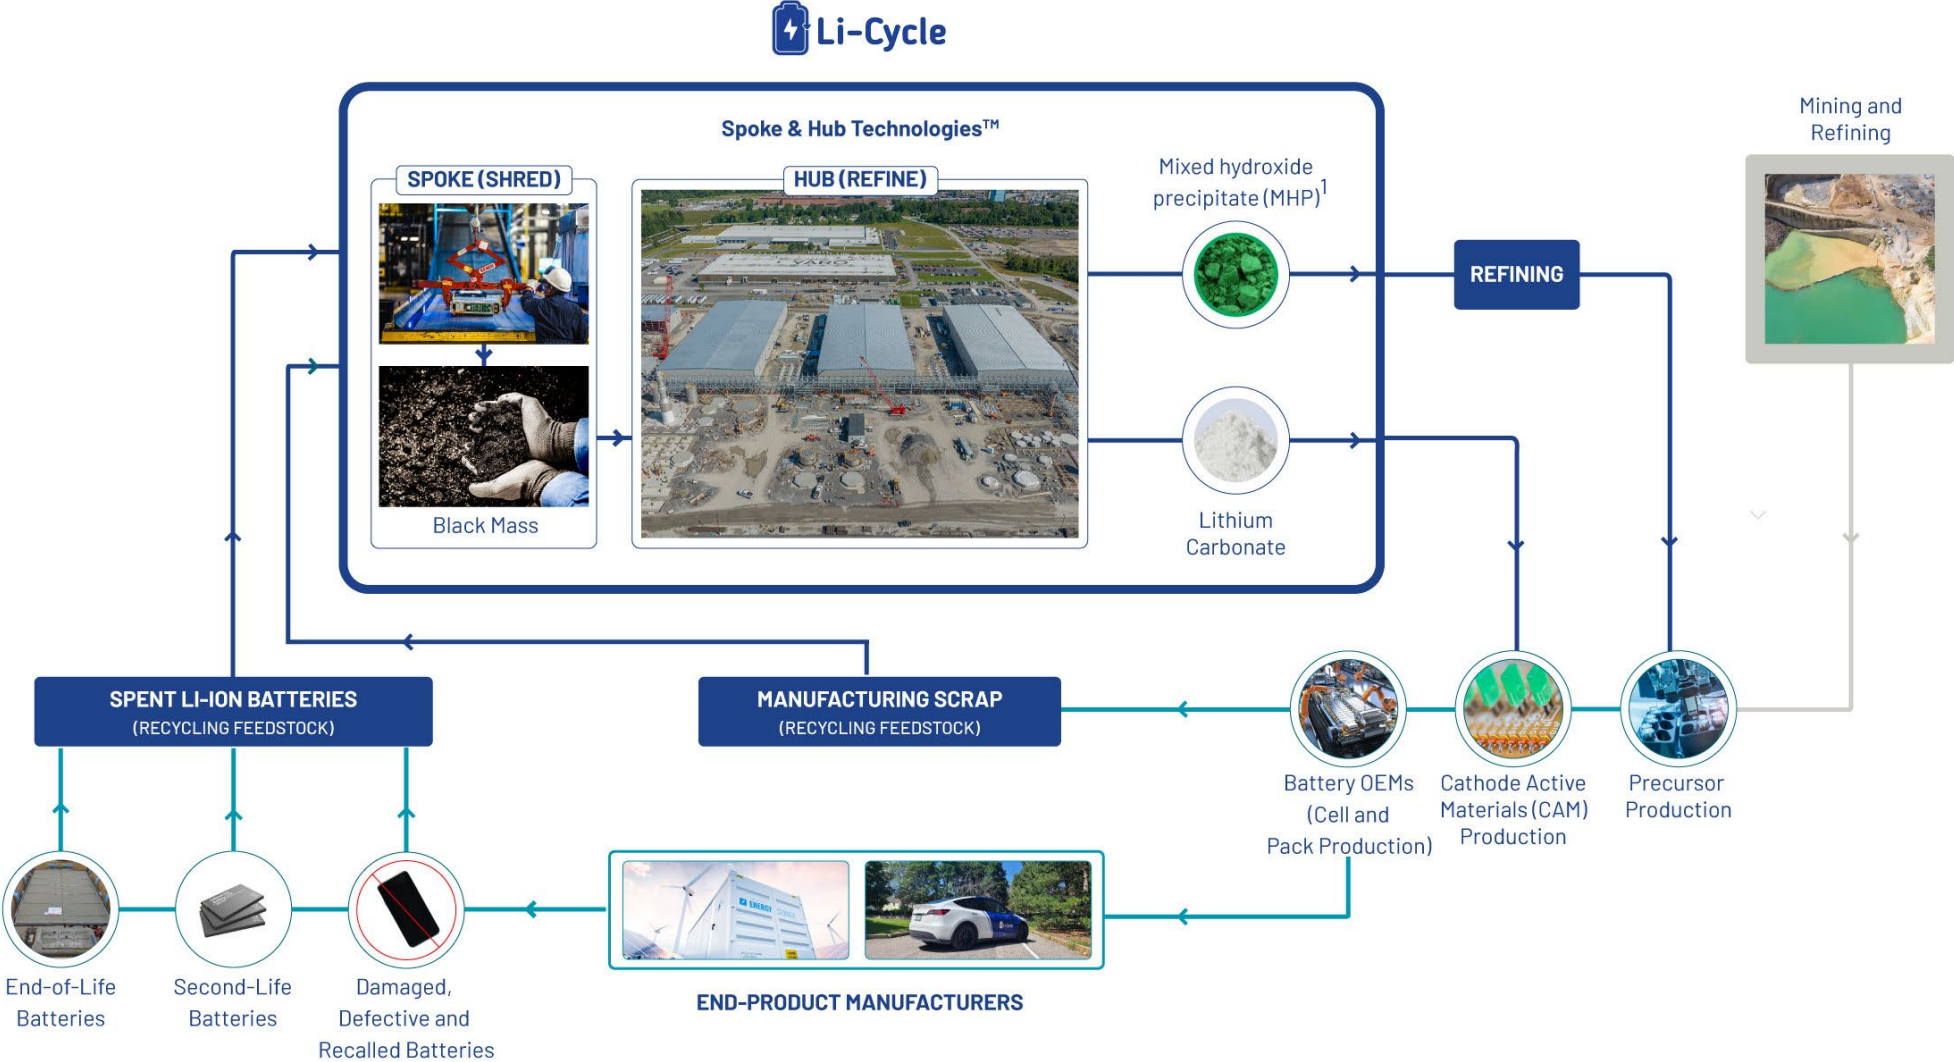 Li-Cycle
Spoke & Hub Technologies™
SPOKE (SHRED)
HUB (REFINE)
Black Mass
Mixed hydroxide
precipitate (MHP)1
Lithium
Carbonate
REFINING
Mining and
Refining
SPENT LI-ION BATTERIES
(RECYCLING FEEDSTOCK)
MANUFACTURING SCRAP
(RECYCLING FEEDSTOCK)
Battery OEMs
(Cell and
Pack Production)
Cathode Active
Materials (CAM)
Production
Precursor
Production
End-of-Life
Batteries
Second-Life
Batteries
Damaged,
Defective and
Recalled Batteries
ENERGY
END-PRODUCT MANUFACTURERS